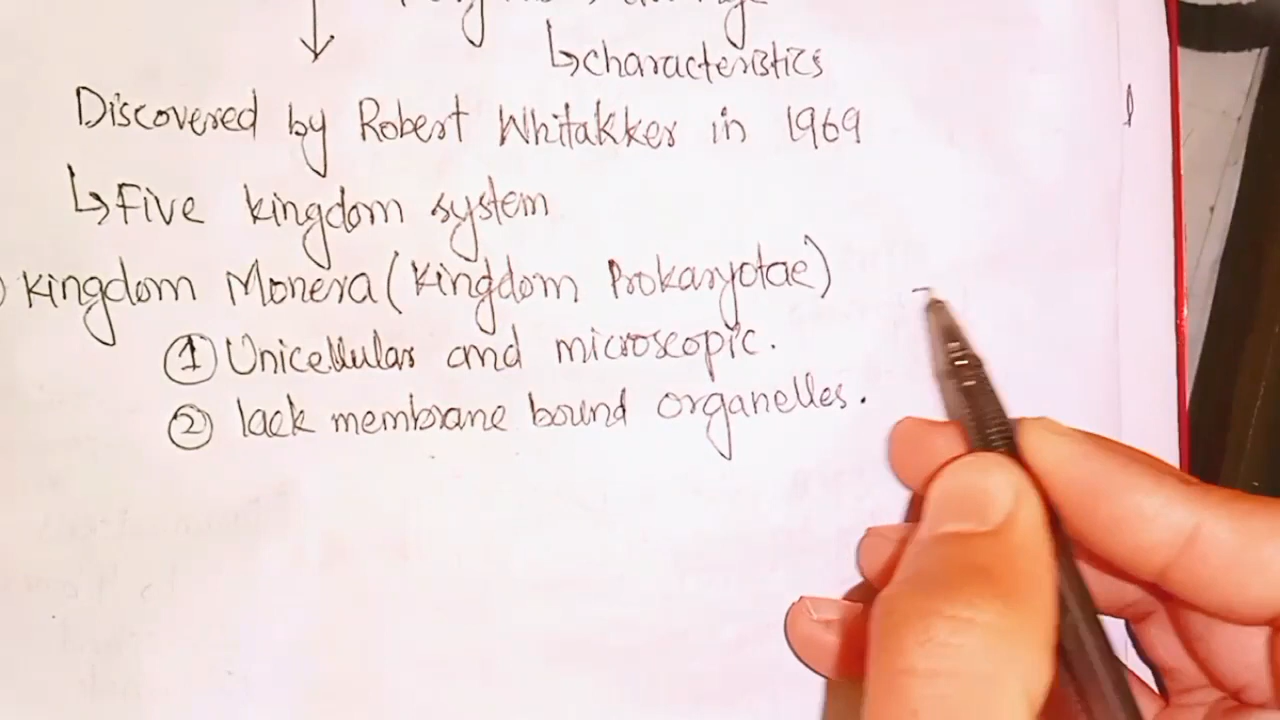 characteristics
Discovered by Robert Whitakker in 1969
↳Five kingdom system
) Kingdom Monera (Kingdom Prokaryotae)
① Unicellular and microscopic.
② lack membrane bound organelles.